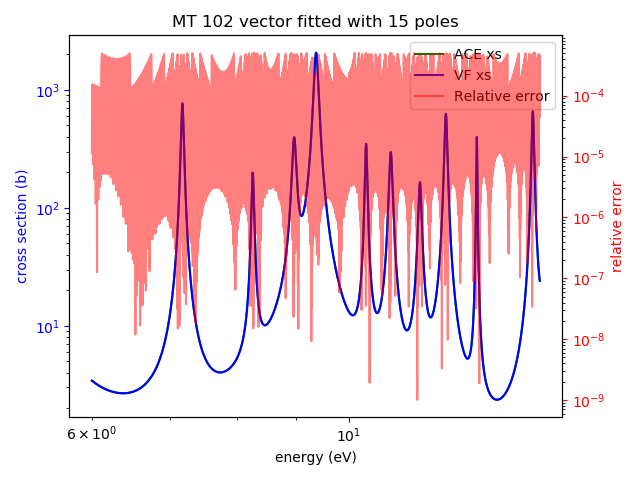 MT 102 vector fitted with 15 poles
ACE xs
VF xs
Relative error
cross section (b)
10³
10²
10¹
relative error
10⁻⁴
10⁻⁵
10⁻⁶
10⁻⁷
10⁻⁸
10⁻⁹
6 × 10⁰
10¹
energy (eV)